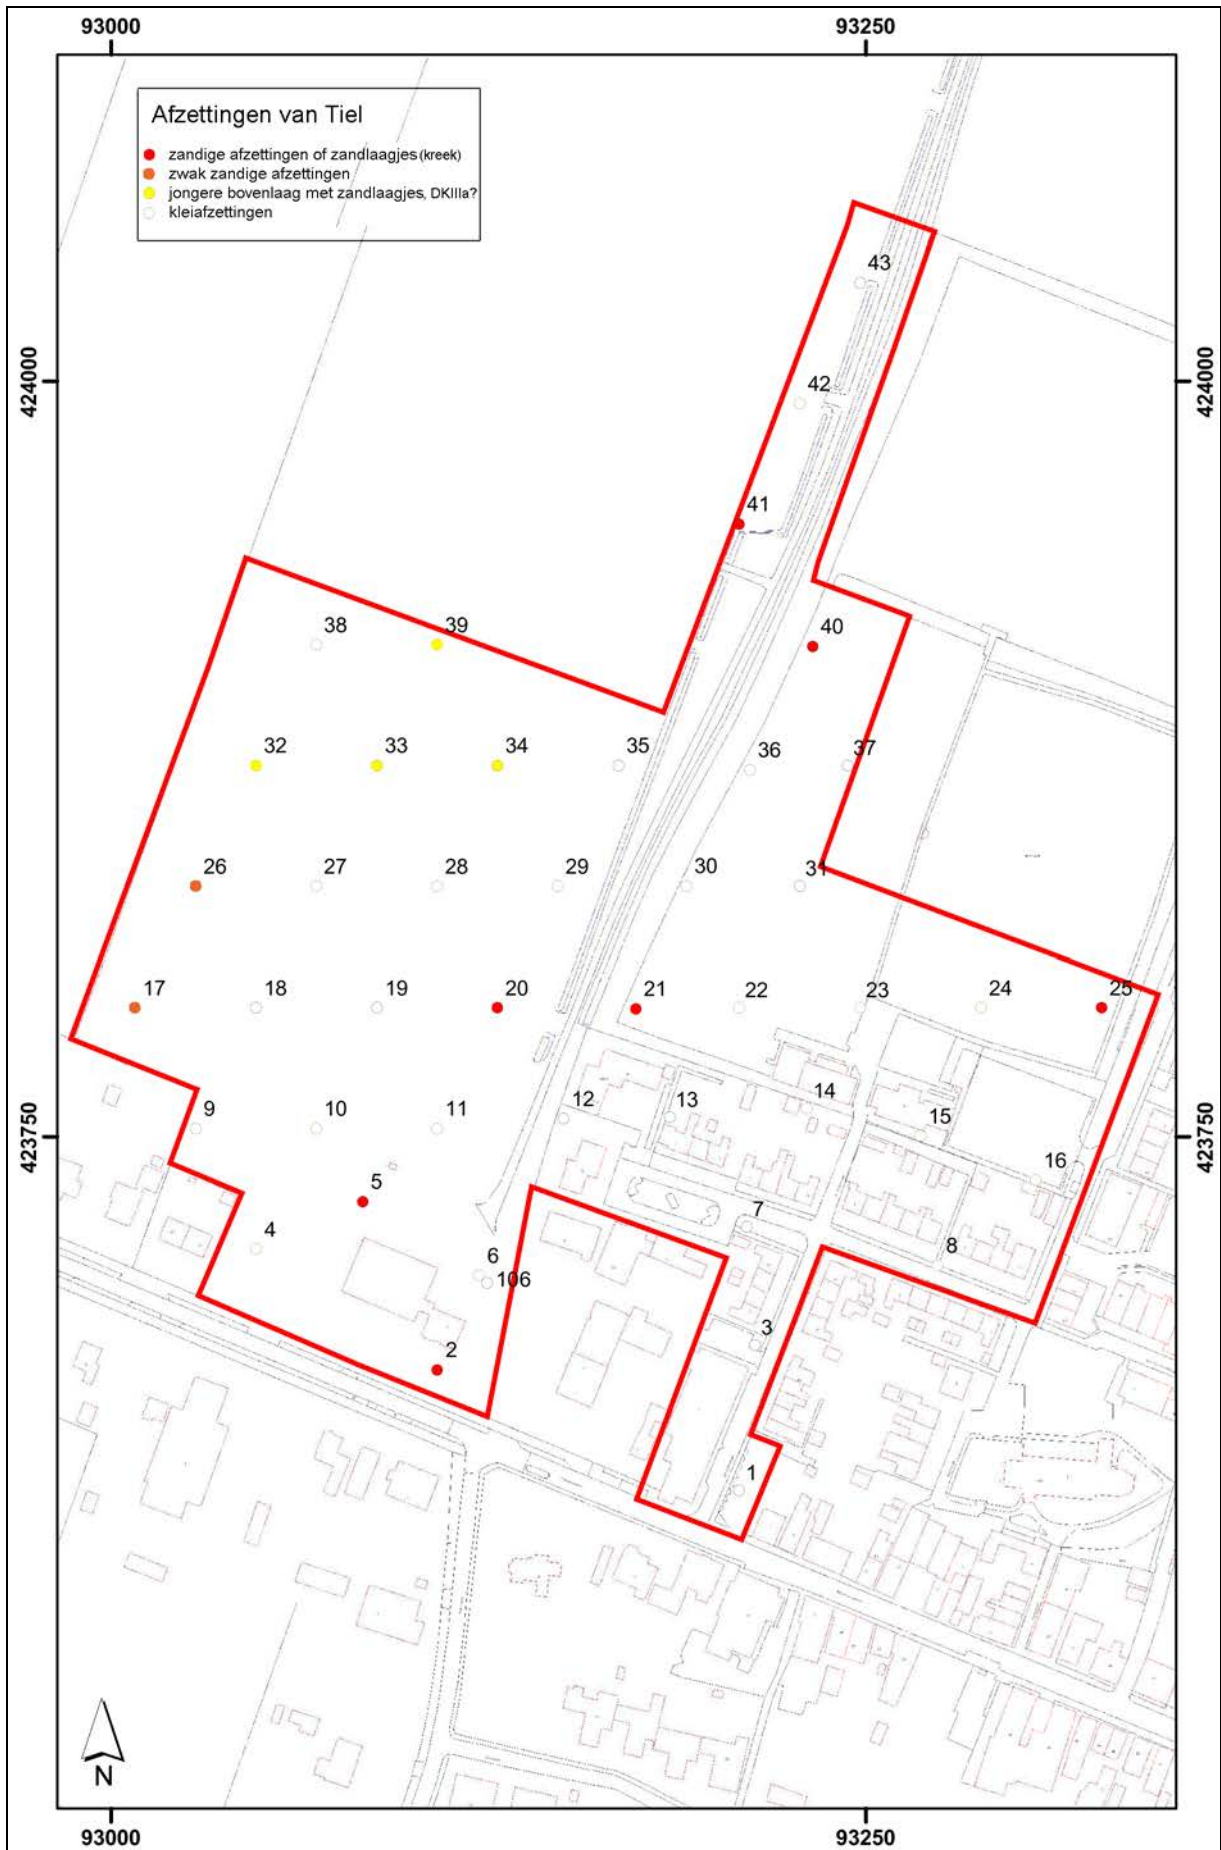 93000 93250
Afzettingen van Tiel
zandige afzettingen of zandlaagjes (kreek)
zwak zandige afzettingen
jongere bovenlaag met zandlaagjes, DKIIIa?
kleiafzettingen
43
424000 424000
42
41
38 39 40
32 33 34 35 36 37
26 27 28 29 30 31
17 18 19 20 21 22 23 24 25
9 10 11 12 13 14 15
423750 423750
16
5
4 6 7 8
106
2 3
1
N
93000 93250